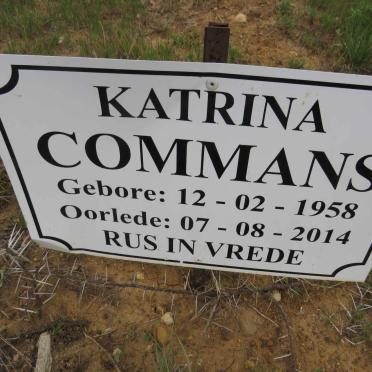 KATRINA
COMMANS
Gebore: 12 - 02 - 1958
Oorlede: 07 - 08 - 2014
RUS IN VREDE